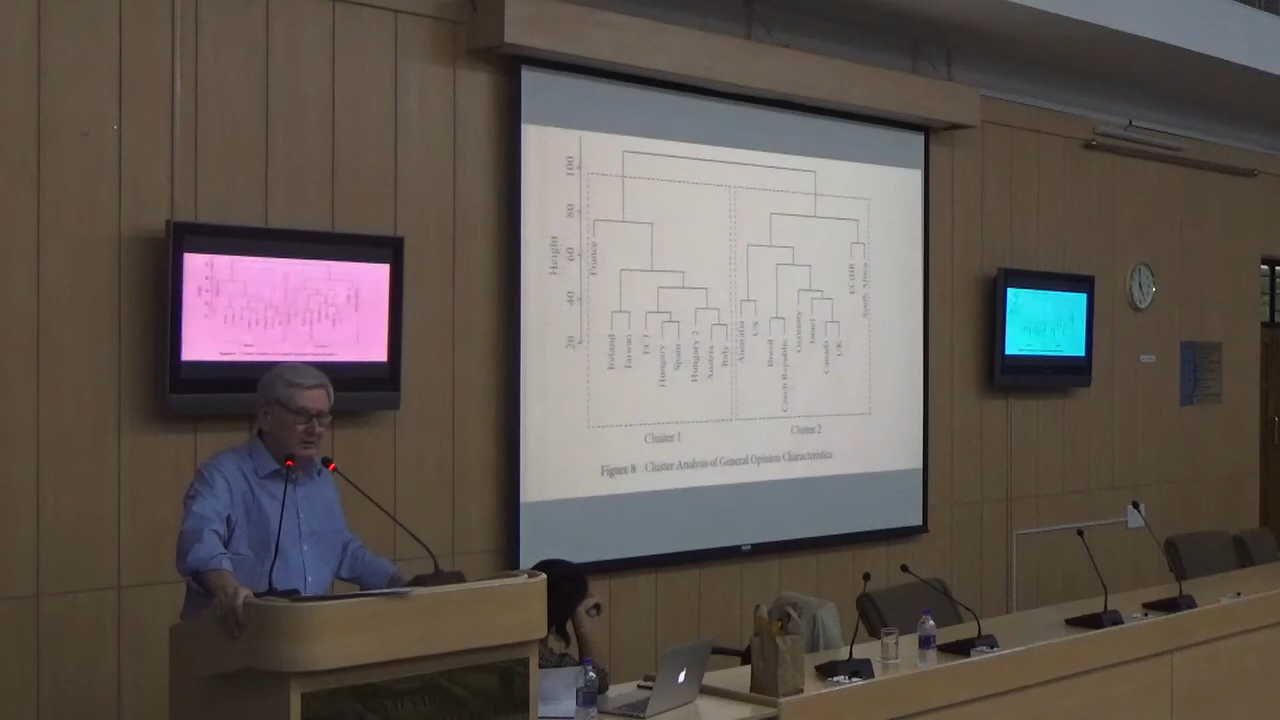 100
80
60
40
20
Height
France
Ireland
Taiwan
ECJ
Hungary
Spain
Hungary 2
Austria
Italy
Australia
US
Brazil
Czech Republic
Germany
Israel
Canada
UK
ECtHR
South Africa
Cluster 1
Cluster 2
Figure 8 Cluster Analysis of General Opinion Characteristics